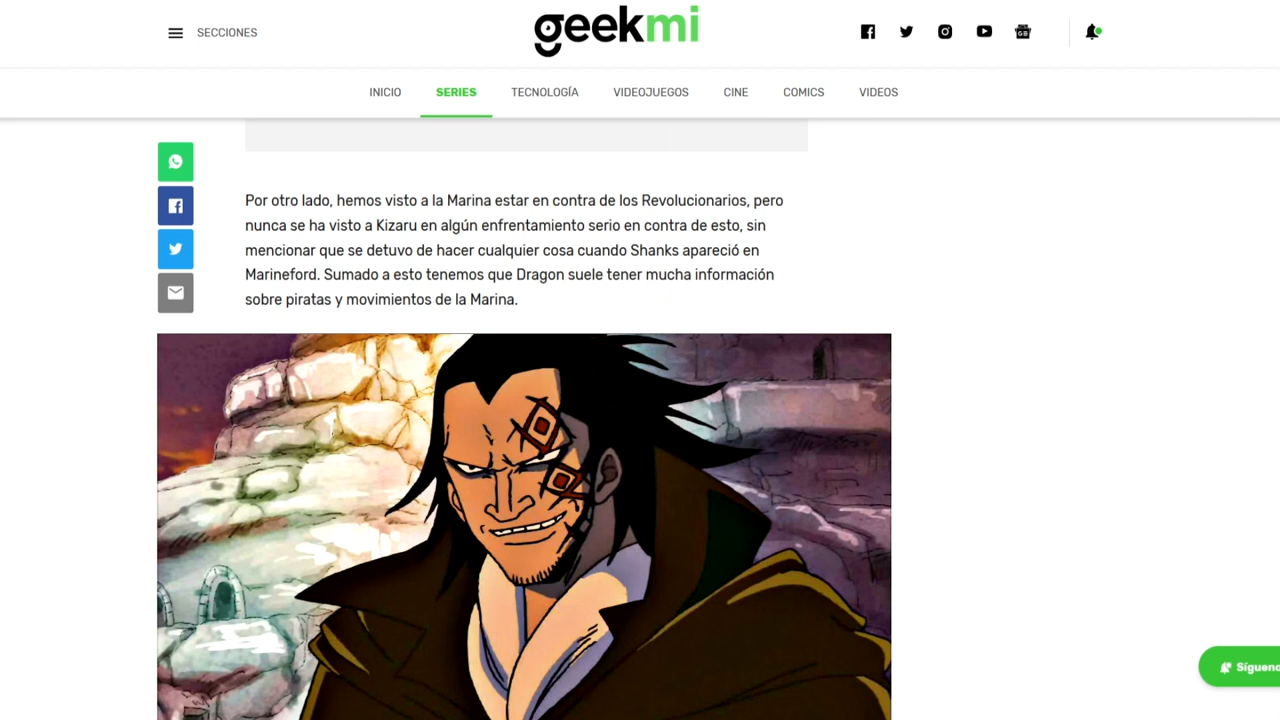 SECCIONES
geekmi
INICIO
SERIES
TECNOLOGÍA
VIDEOJUEGOS
CINE
COMICS
VIDEOS
Por otro lado, hemos visto a la Marina estar en contra de los Revolucionarios, pero
nunca se ha visto a Kizaru en algún enfrentamiento serio en contra de esto, sin
mencionar que se detuvo de hacer cualquier cosa cuando Shanks apareció en
Marineford. Sumado a esto tenemos que Dragon suele tener mucha información
sobre piratas y movimientos de la Marina.